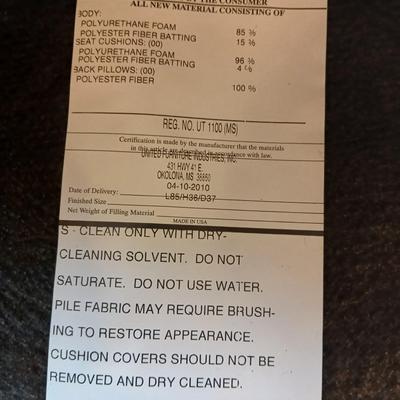 BY THE CONSUMER
ALL NEW MATERIAL CONSISTING OF
BODY:
POLYURETHANE FOAM 85 %
POLYESTER FIBER BATTING 15 %
SEAT CUSHIONS: (00)
POLYURETHANE FOAM 96 %
POLYESTER FIBER BATTING 4 %
BACK PILLOWS: (00)
POLYESTER FIBER 100 %
REG. NO. UT 1100 (MS)
Certification is made by the manufacturer that the materials
in this article are described in accordance with law.
UNITED FURNITURE INDUSTRIES, INC.
431 HWY 41 E.
OKOLONA, MS 38860
04-10-2010
Date of Delivery:
L85/H36/D37
Finished Size
Net Weight of Filling Material
MADE IN USA
S - CLEAN ONLY WITH DRY-
CLEANING SOLVENT. DO NOT
SATURATE. DO NOT USE WATER.
PILE FABRIC MAY REQUIRE BRUSH-
ING TO RESTORE APPEARANCE.
CUSHION COVERS SHOULD NOT BE
REMOVED AND DRY CLEANED.